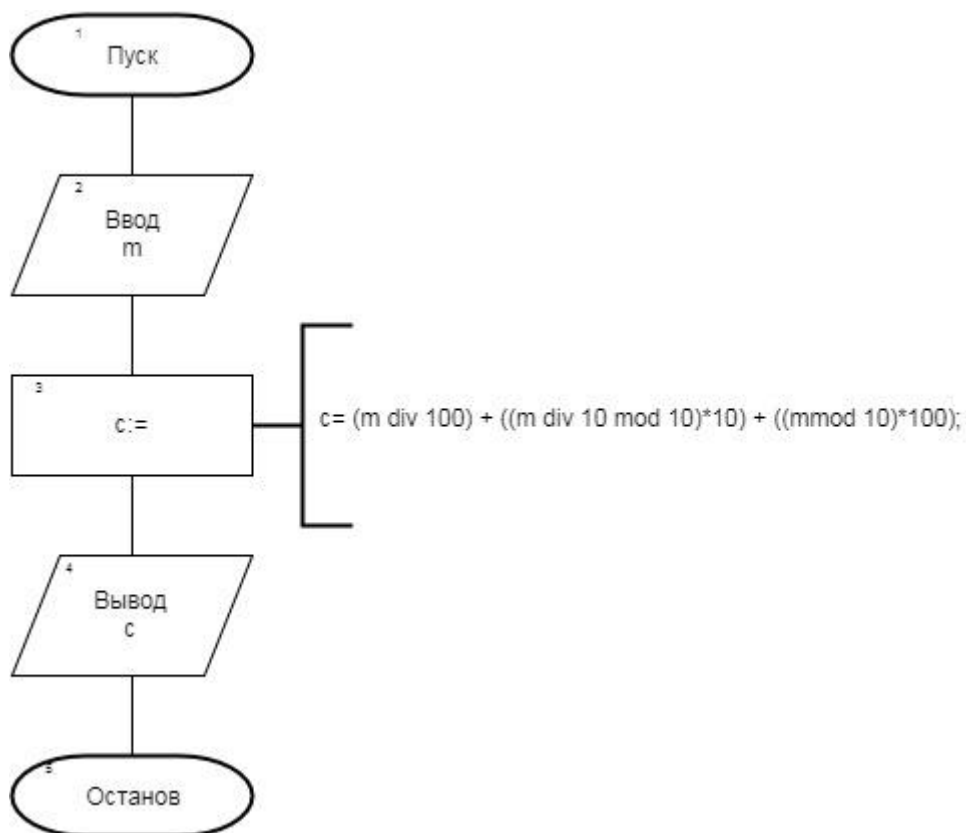 1
Пуск
2
Ввод
m
3
c:=
c= (m div 100) + ((m div 10 mod 10)*10) + ((mmod 10)*100);
4
Вывод
c
5
Останов